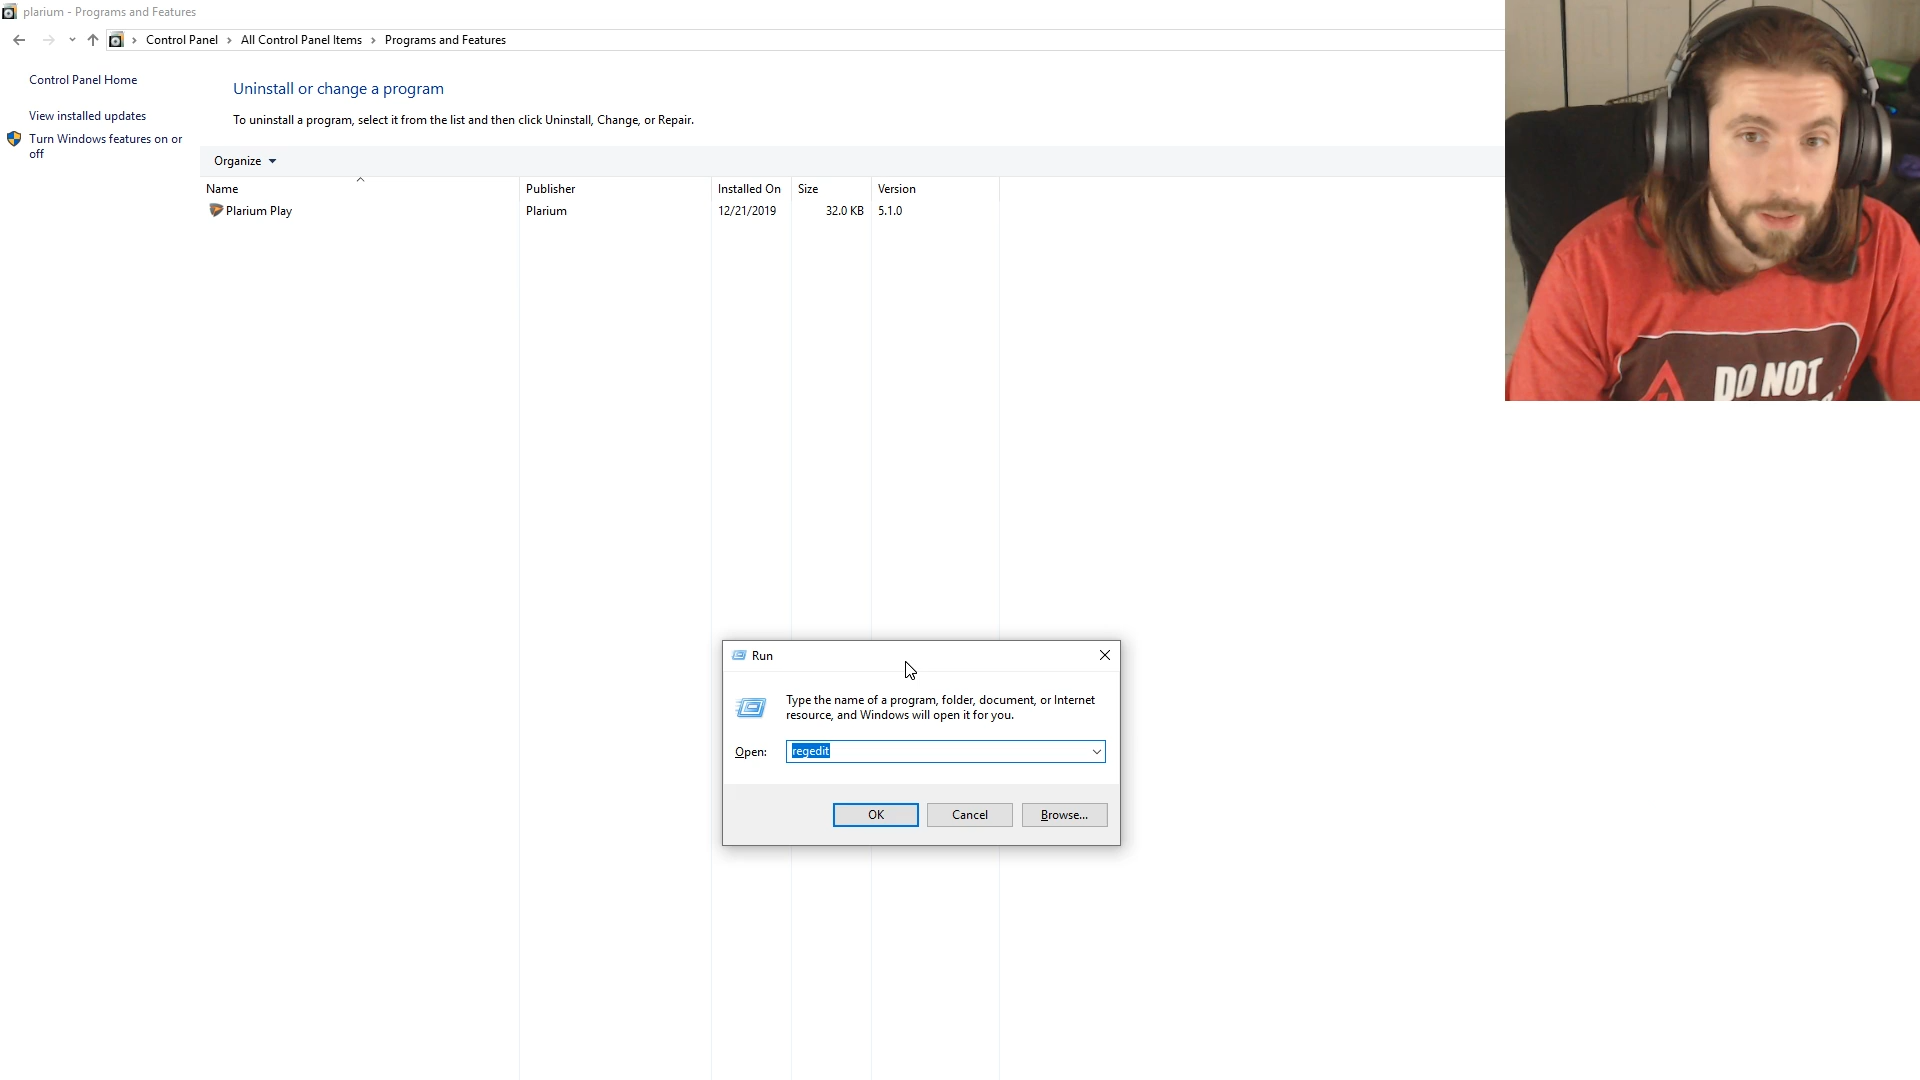 plarium - Programs and Features
Control Panel > All Control Panel Items > Programs and Features
Control Panel Home
View installed updates
Turn Windows features on or
off
Uninstall or change a program
To uninstall a program, select it from the list and then click Uninstall, Change, or Repair.
Organize
Name Publisher Installed On Size Version
Plarium Play Plarium 12/21/2019 32.0 KB 5.1.0
DO NOT
Run
Type the name of a program, folder, document, or Internet
resource, and Windows will open it for you.
Open: regedit
OK Cancel Browse...